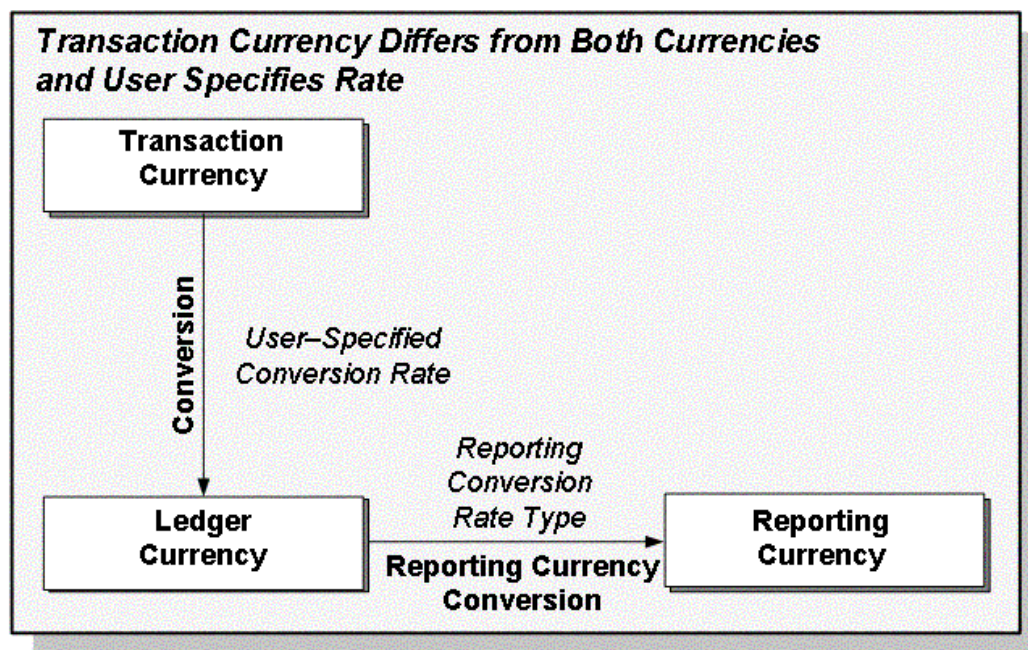 Transaction Currency Differs from Both Currencies
and User Specifies Rate
Transaction
Currency
Conversion
User–Specified
Conversion Rate
Reporting
Conversion
Rate Type
Ledger
Currency
Reporting Currency
Conversion
Reporting
Currency